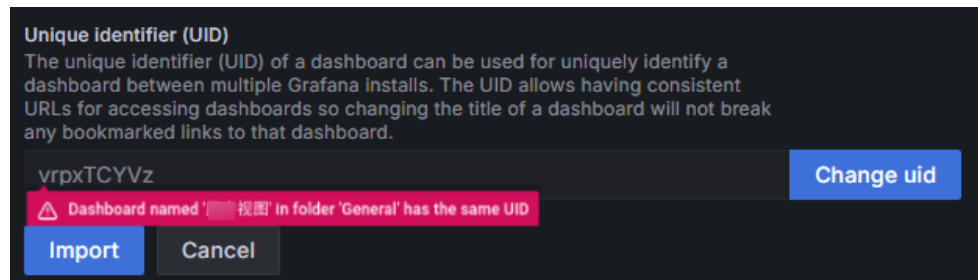 Unique identifier (UID)
The unique identifier (UID) of a dashboard can be used for uniquely identify a
dashboard between multiple Grafana installs. The UID allows having consistent
URLs for accessing dashboards so changing the title of a dashboard will not break
any bookmarked links to that dashboard.
vrpxTCYVz
Change uid
Dashboard named '视图' in folder 'General' has the same UID
Import
Cancel